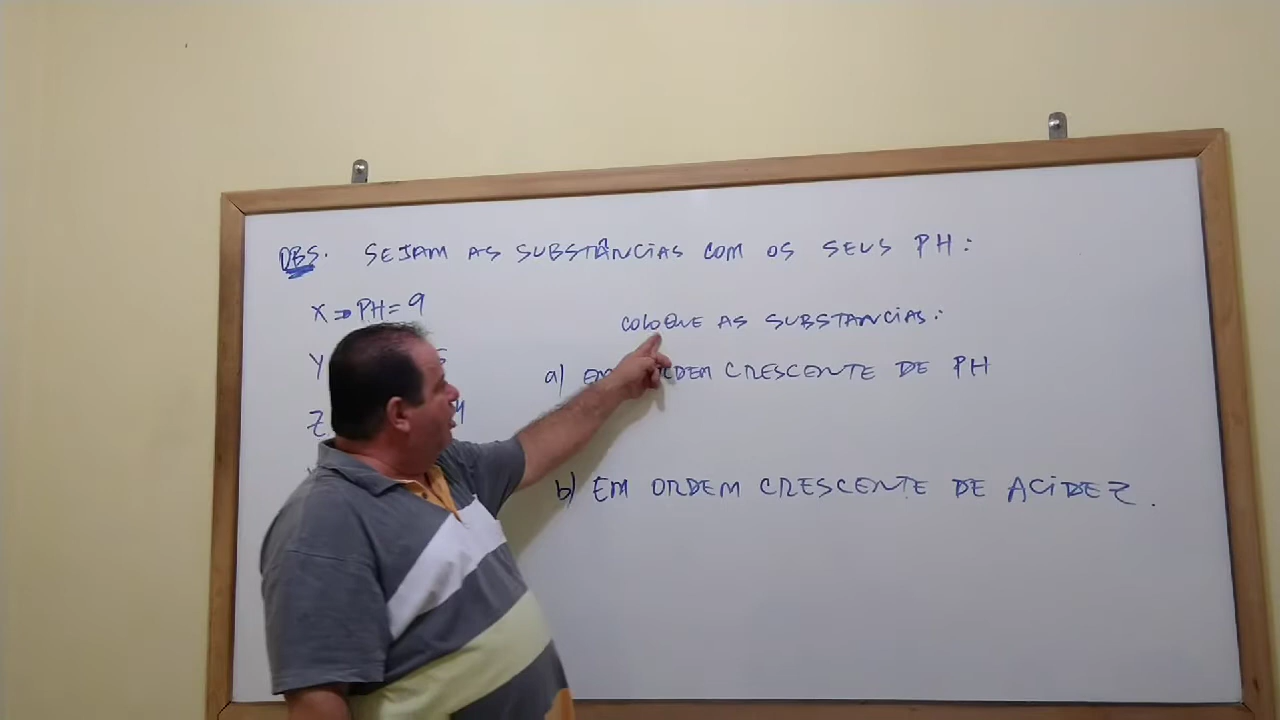 OBS. SEJAM AS SUBSTÂNCIAS COM OS SEUS PH:
X ⇒ PH = 9
COLOQUE AS SUBSTANCIAS:
Y
a) EM ORDEM CRESCENTE DE PH
Z
b) EM ORDEM CRESCENTE DE ACIDEZ.